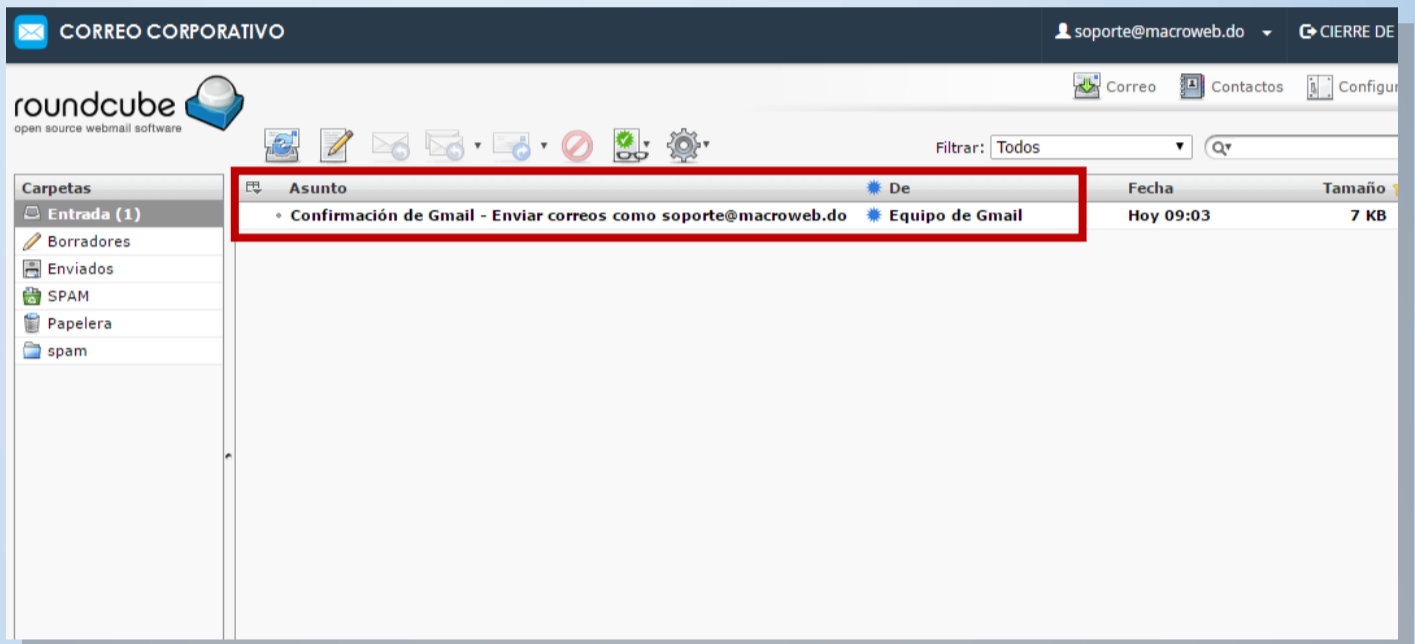 CORREO CORPORATIVO
soporte@macroweb.do
CIERRE DE
roundcube
open source webmail software
Correo
Contactos
Configur
Filtrar: Todos
Carpetas
Asunto
De
Fecha
Tamaño
Entrada (1)
Confirmación de Gmail - Enviar correos como soporte@macroweb.do
Equipo de Gmail
Hoy 09:03
7 KB
Borradores
Enviados
SPAM
Papelera
spam